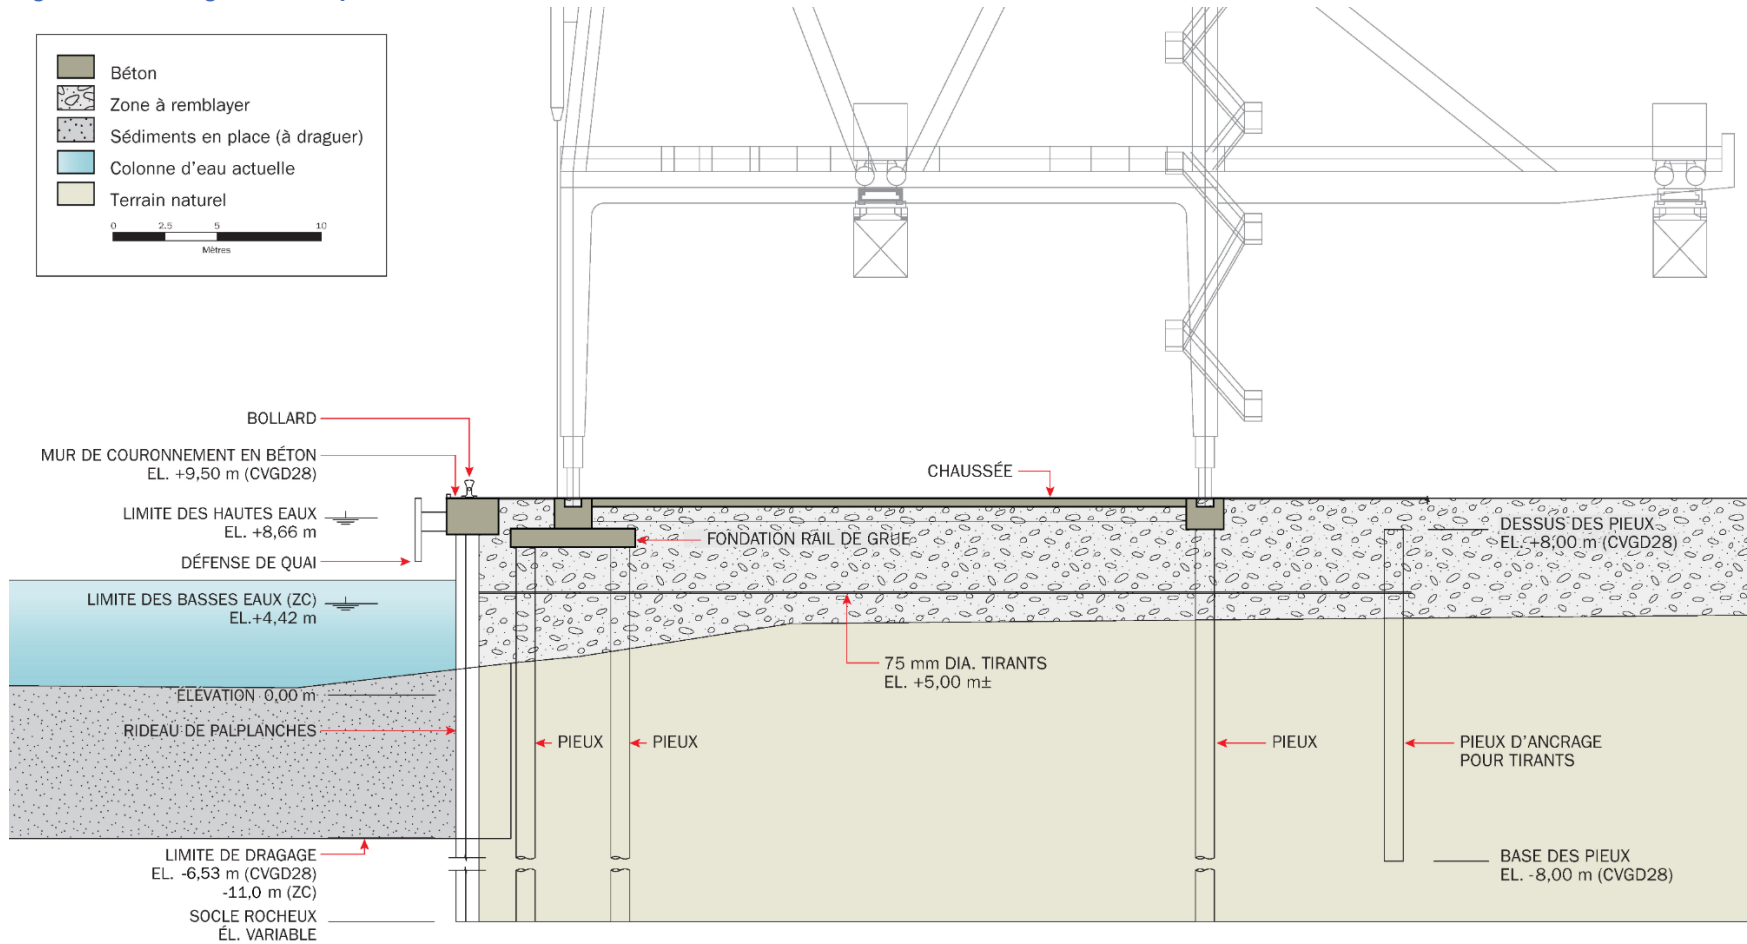 Béton
Zone à remblayer
Sédiments en place (à draguer)
Colonne d'eau actuelle
Terrain naturel
0 2.5 5 10
Mètres
BOLLARD
MUR DE COURONNEMENT EN BÉTON
EL. +9,50 m (CVGD28)
CHAUSSÉE
LIMITE DES HAUTES EAUX
EL. +8,66 m
DESSUS DES PIEUX
EL. +8,00 m (CVGD28)
FONDATION RAIL DE GRUE
DÉFENSE DE QUAI
LIMITE DES BASSES EAUX (ZC)
EL.+4,42 m
75 mm DIA. TIRANTS
EL. +5,00 m±
ÉLÉVATION 0,00 m
RIDEAU DE PALPLANCHES
PIEUX
PIEUX
PIEUX
PIEUX D'ANCRAGE
POUR TIRANTS
LIMITE DE DRAGAGE
EL. -6,53 m (CVGD28)
-11,0 m (ZC)
BASE DES PIEUX
EL. -8,00 m (CVGD28)
SOCLE ROCHEUX
ÉL. VARIABLE